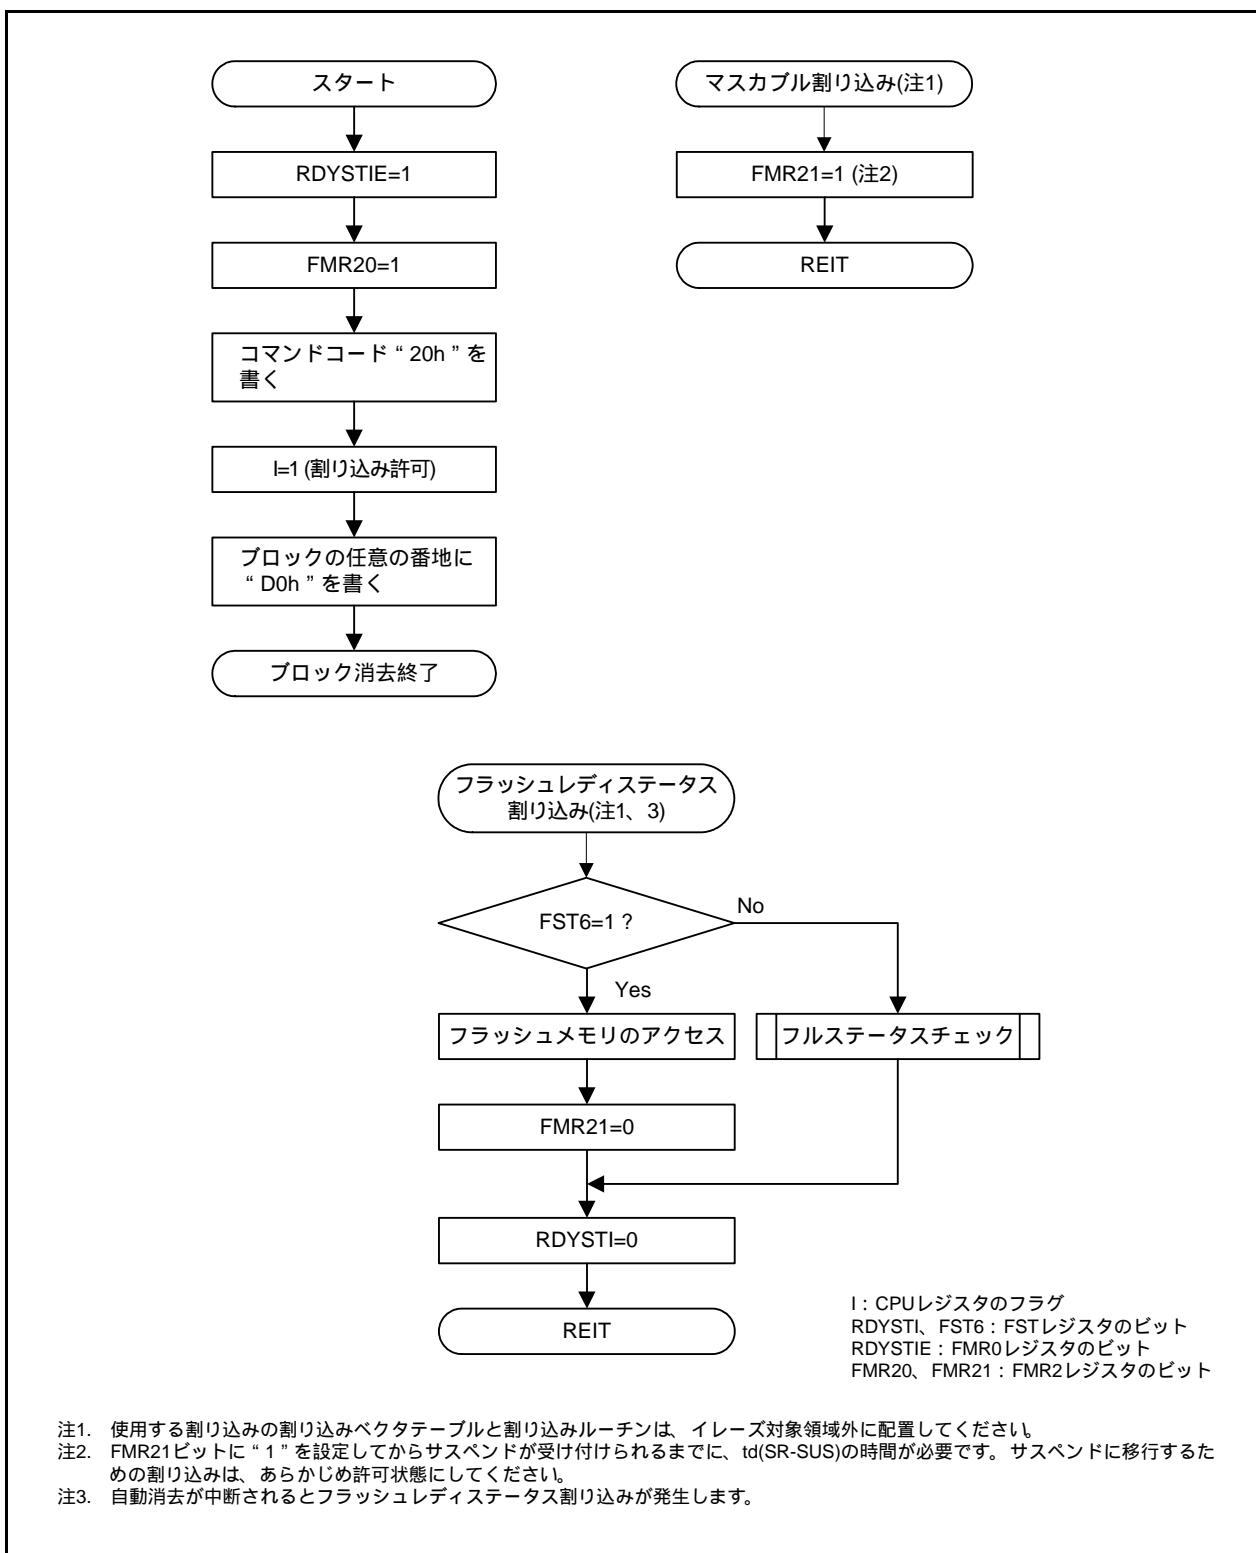 スタート
RDYSTIE=1
FMR20=1
コマンドコード“20h”を
書く
I=1 (割り込み許可)
ブロックの任意の番地に
“D0h”を書く
ブロック消去終了
マスカブル割り込み(注1)
FMR21=1 (注2)
REIT
フラッシュレディステータス
割り込み(注1、3)
FST6=1 ?
No
Yes
フラッシュメモリのアクセス
フルステータスチェック
FMR21=0
RDYSTI=0
REIT
I : CPUレジスタのフラグ
RDYSTI、FST6 : FSTレジスタのビット
RDYSTIE : FMR0レジスタのビット
FMR20、FMR21 : FMR2レジスタのビット
注1. 使用する割り込みの割り込みベクタテーブルと割り込みルーチンは、イレーズ対象領域外に配置してください。
注2. FMR21ビットに“1”を設定してからサスペンドが受け付けられるまでに、td(SR-SUS)の時間が必要です。サスペンドに移行するた
めの割り込みは、あらかじめ許可状態にしてください。
注3. 自動消去が中断されるとフラッシュレディステータス割り込みが発生します。